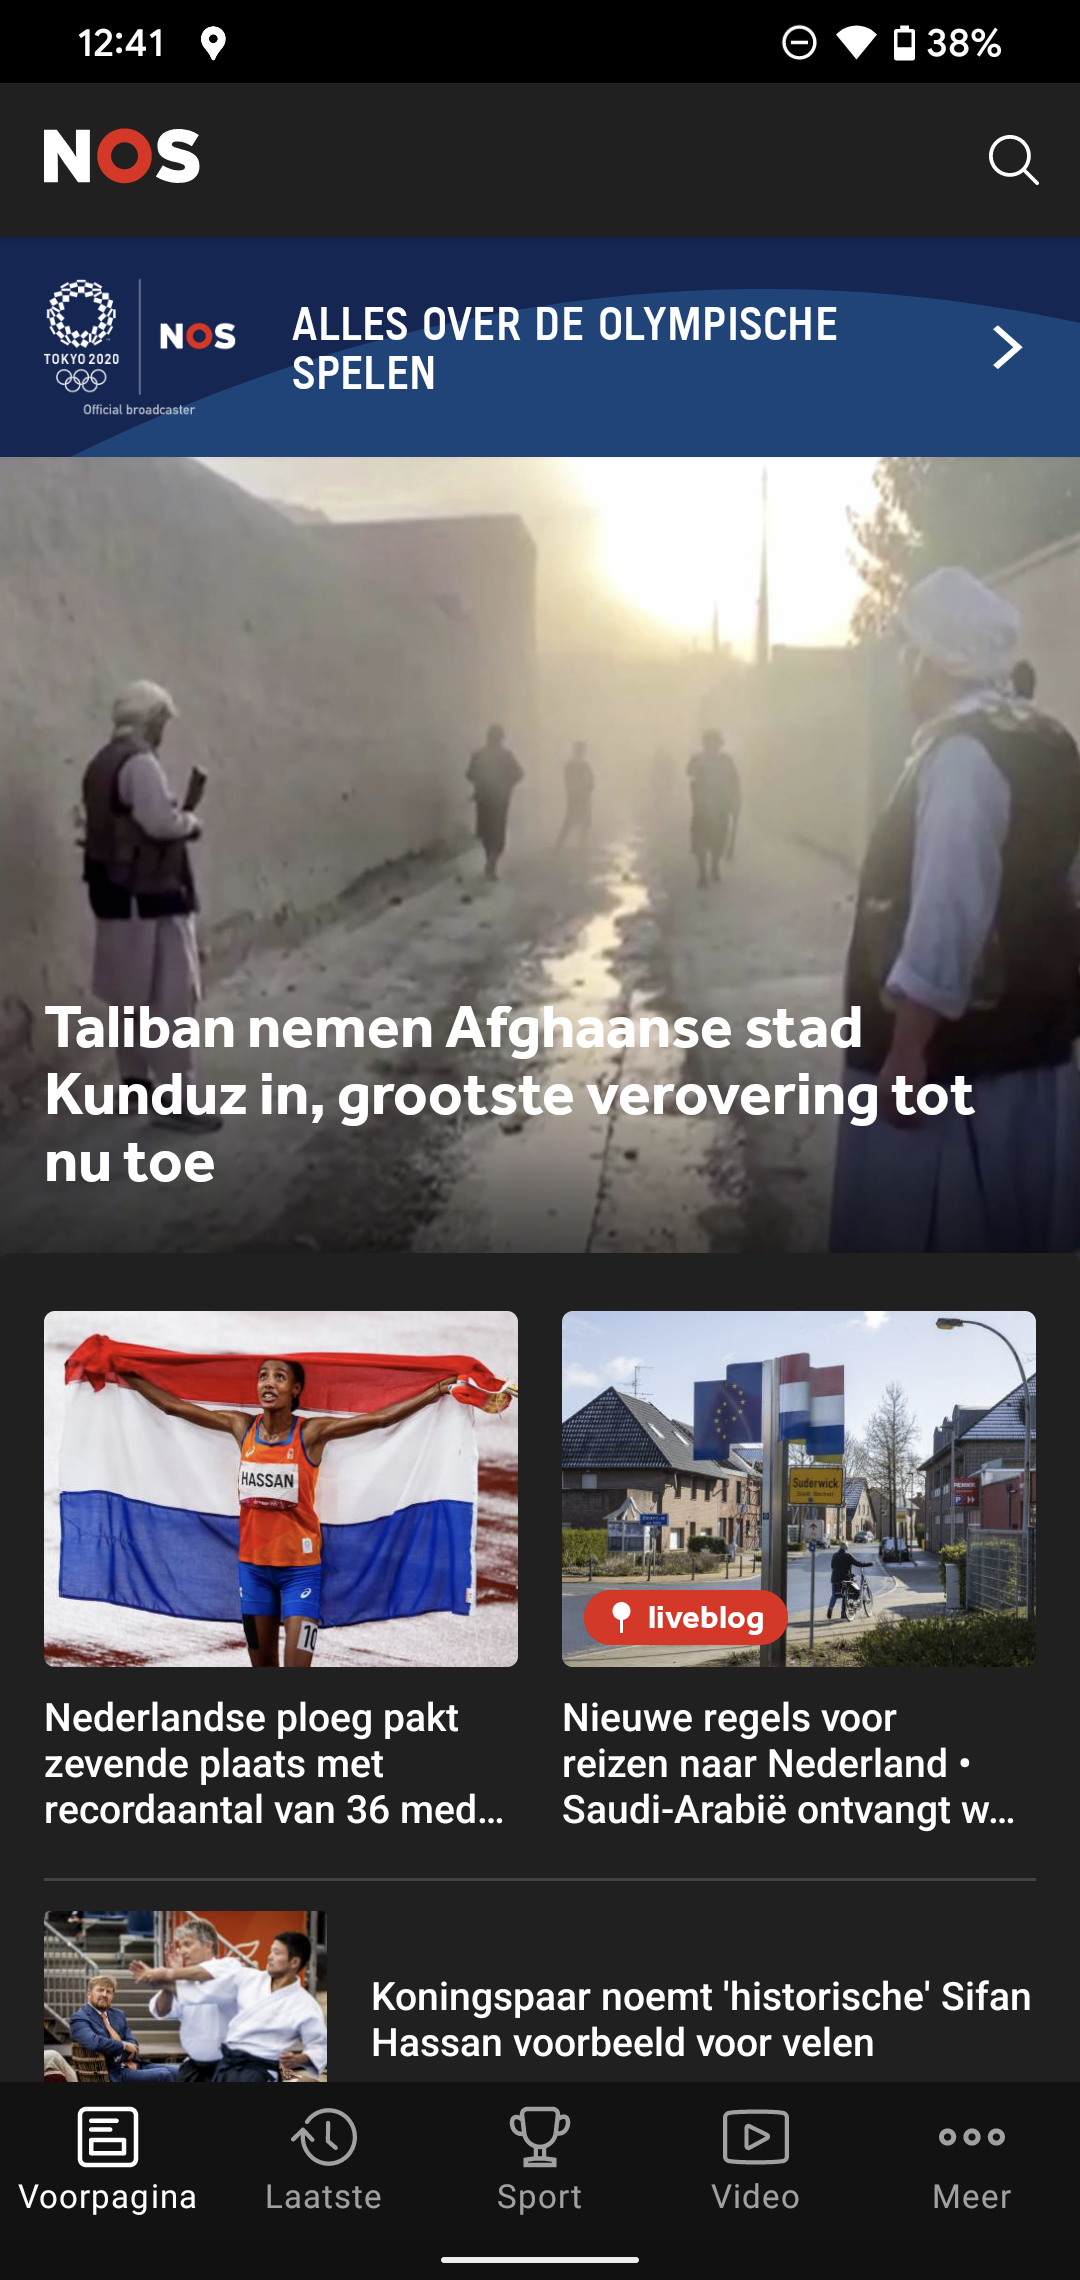 12:41
38%
NOS
TOKYO 2020
NOS
Official broadcaster
ALLES OVER DE OLYMPISCHE
SPELEN
Taliban nemen Afghaanse stad
Kunduz in, grootste verovering tot
nu toe
HASSAN
10
Suderwick
liveblog
Nederlandse ploeg pakt
zevende plaats met
recordaantal van 36 med...
Nieuwe regels voor
reizen naar Nederland •
Saudi-Arabië ontvangt w...
Koningspaar noemt 'historische' Sifan
Hassan voorbeeld voor velen
Voorpagina
Laatste
Sport
Video
Meer